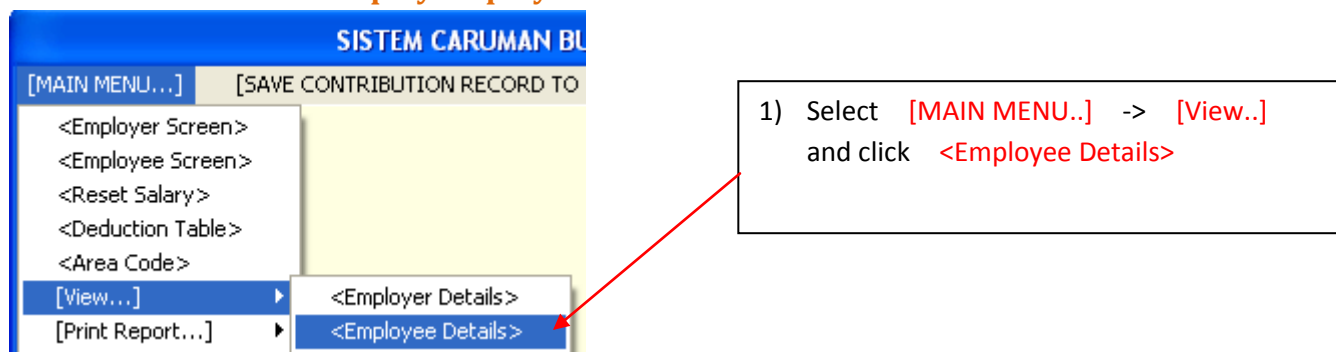 SISTEM CARUMAN BU
[MAIN MENU...] [SAVE CONTRIBUTION RECORD TO
<Employer Screen>
<Employee Screen>
<Reset Salary>
<Deduction Table>
<Area Code>
[View...] <Employer Details>
[Print Report...] <Employee Details>
1) Select [MAIN MENU..] -> [View..]
and click <Employee Details>